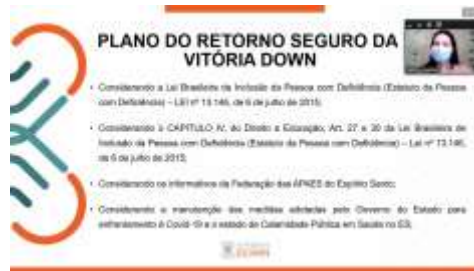 PLANO DO RETORNO SEGURO DA
VITÓRIA DOWN
• Considerando a Lei Brasileira de Inclusão da Pessoa com Deficiência (Estatuto da Pessoa
com Deficiência) – LEI nº 13.146, de 6 de julho de 2015;
• Considerando o CAPÍTULO IV, do Direito a Educação, Art. 27 e 30 da Lei Brasileira de
Inclusão da Pessoa com Deficiência (Estatuto da Pessoa com Deficiência) – Lei nº 13.146,
de 6 de julho de 2015;
• Considerando os informativos da Federação das APAES do Espírito Santo;
• Considerando a manutenção das medidas adotadas pelo Governo do Estado para
enfrentamento à Covid-19 e o estado de Calamidade Pública em Saúde no ES;
DOWN